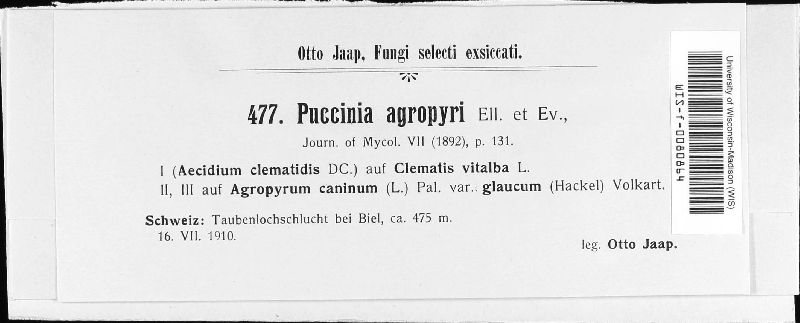 Otto Jaap, Fungi selecti exsiccati.
477. Puccinia agropyri Ell. et Ev.,
Journ. of Mycol. VII (1892), p. 131.
I (Aecidium clematidis DC.) auf Clematis vitalba L.
II, III auf Agropyrum caninum (L.) Pal. var. glaucum (Hackel) Volkart.
Schweiz: Taubenlochschlucht bei Biel, ca. 475 m.
16. VII. 1910.
leg. Otto Jaap.
University of Wisconsin-Madison (WIS)
WIS-f-0080894